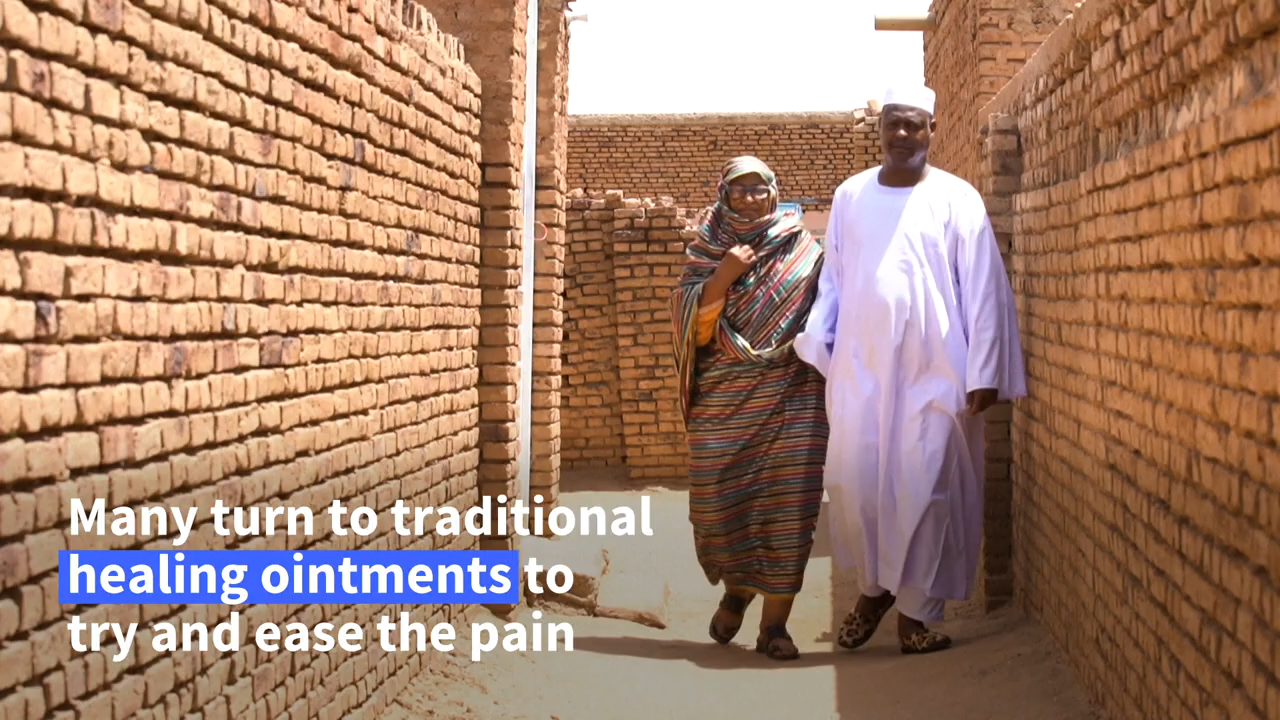 Many turn to traditional
healing ointments to
try and ease the pain